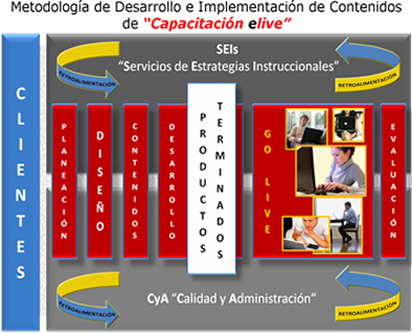 Metodología de Desarrollo e Implementación de Contenidos
de “Capacitación elive”
SEIs
“Servicios de Estrategias Instruccionales”
RETROALIMENTACIÓN
RETROALIMENTACIÓN
CLIENTES
PLANEACIÓN
DISEÑO
CONTENIDOS
DESARROLLO
PRODUCTOS
TERMINADOS
GO LIVE
EVALUACIÓN
CyA “Calidad y Administración”
RETROALIMENTACIÓN
RETROALIMENTACIÓN